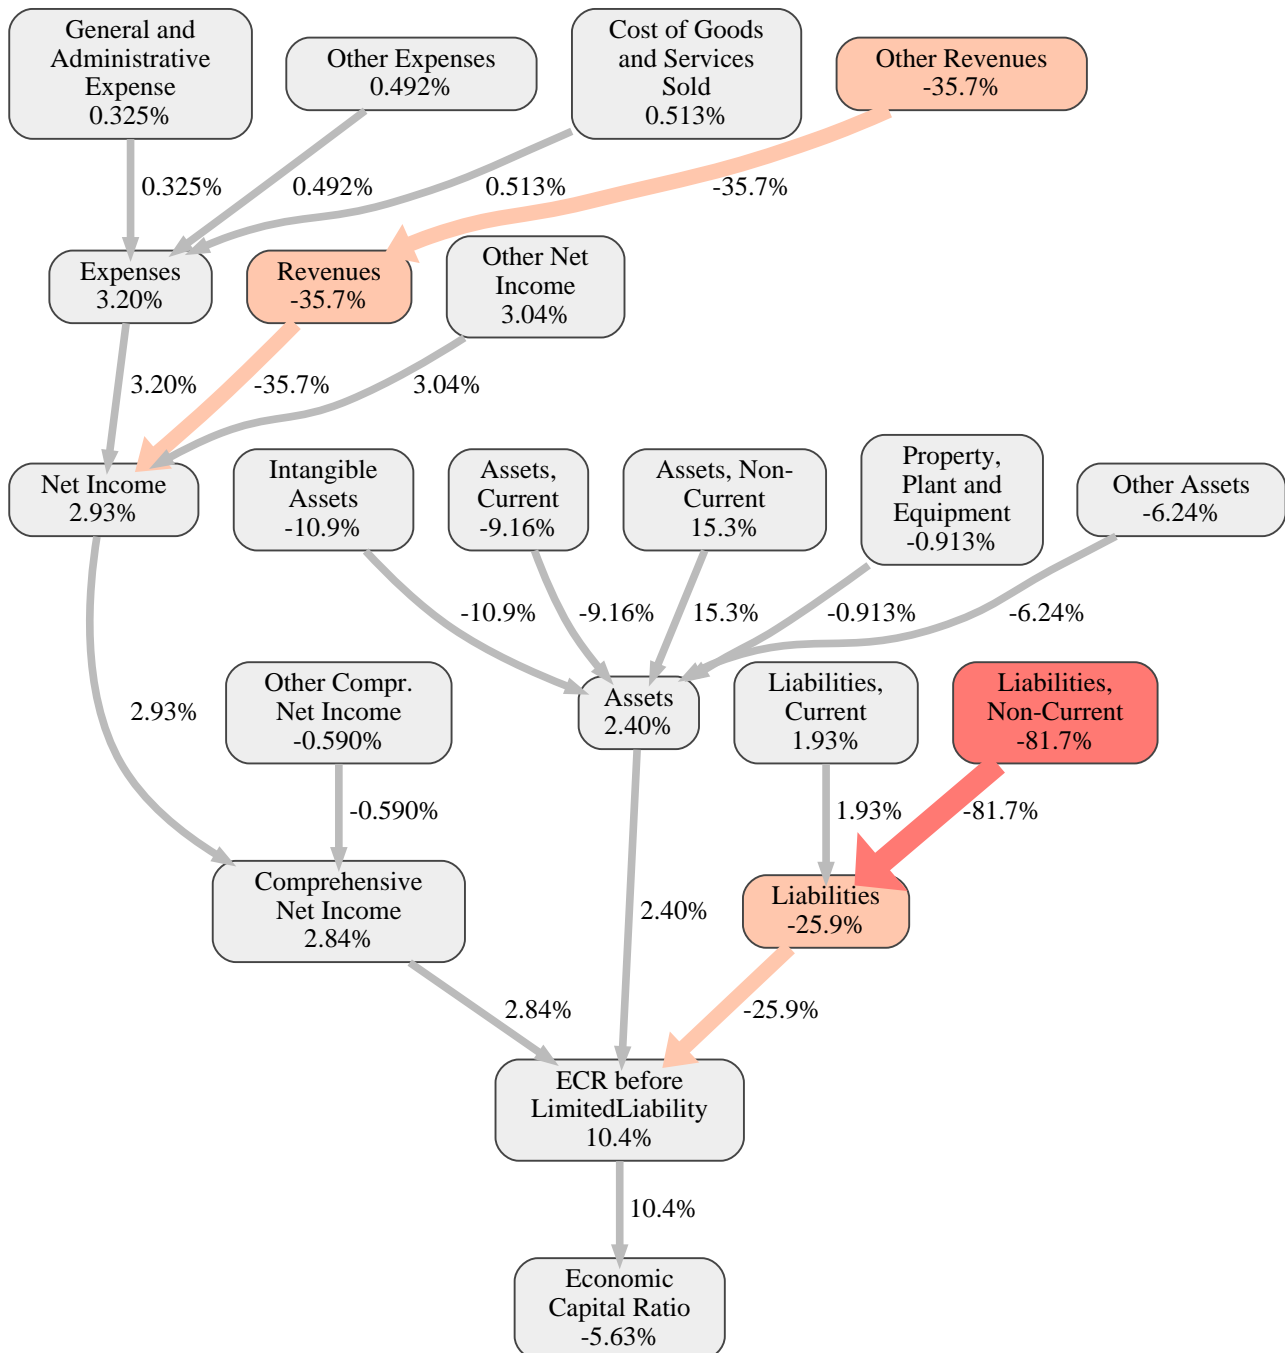 General and
Administrative
Expense
0.325%
Other Expenses
0.492%
Cost of Goods
and Services
Sold
0.513%
Other Revenues
-35.7%
0.325%
0.492%
0.513%
-35.7%
Expenses
3.20%
Revenues
-35.7%
Other Net
Income
3.04%
3.20%
-35.7%
3.04%
Net Income
2.93%
Intangible
Assets
-10.9%
Assets,
Current
-9.16%
Assets, Non-
Current
15.3%
Property,
Plant and
Equipment
-0.913%
Other Assets
-6.24%
-10.9%
-9.16%
15.3%
-0.913%
-6.24%
2.93%
Other Compr.
Net Income
-0.590%
Assets
2.40%
Liabilities,
Current
1.93%
Liabilities,
Non-Current
-81.7%
-0.590%
1.93%
-81.7%
Comprehensive
Net Income
2.84%
2.40%
Liabilities
-25.9%
2.84%
-25.9%
ECR before
LimitedLiability
10.4%
10.4%
Economic
Capital Ratio
-5.63%